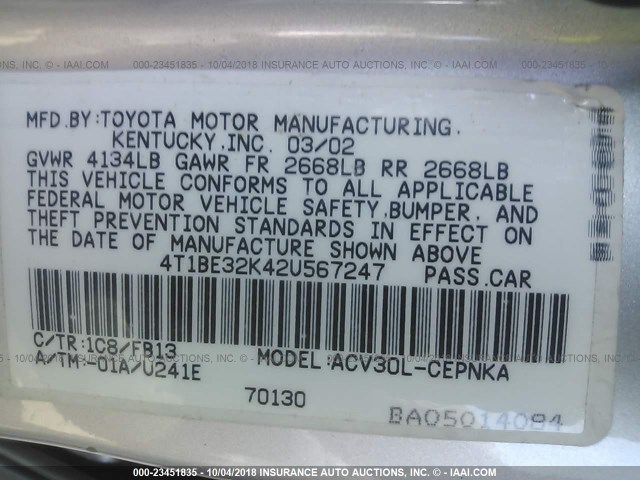 000-23451835 - 10/04/2018 - INSURANCE AUTO AUCTIONS, INC. - IAAI.COM
MFD.BY:TOYOTA MOTOR MANUFACTURING.
KENTUCKY.INC. 03/02
GVWR 4134LB GAWR FR 2668LB RR 2668LB
THIS VEHICLE CONFORMS TO ALL APPLICABLE
FEDERAL MOTOR VEHICLE SAFETY.BUMPER. AND
THEFT PREVENTION STANDARDS IN EFFECT ON
THE DATE OF MANUFACTURE SHOWN ABOVE
4T1BE32K42U567247 PASS.CAR
C/TR:1C8/FB13 MODEL:ACV30L-CEPNKA
A/TM:-01A/U241E
70130 BA05014084
000-23451835 - 10/04/2018 - INSURANCE AUTO AUCTIONS, INC. - IAAI.COM